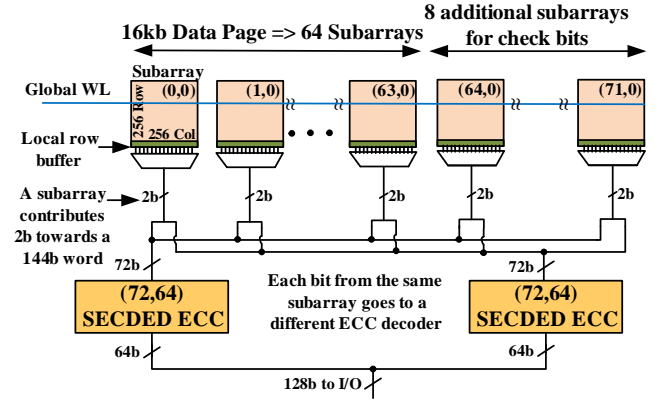 16kb Data Page => 64 Subarrays
8 additional subarrays
for check bits
Subarray
Global WL
(0,0)
(1,0)
(63,0)
(64,0)
(71,0)
256 Row
256 Col
Local row
buffer
2b
2b
2b
2b
2b
A subarray
contributes
2b towards a
144b word
72b
72b
Each bit from the same
subarray goes to a
different ECC decoder
(72,64)
SECDED ECC
(72,64)
SECDED ECC
64b
64b
128b to I/O